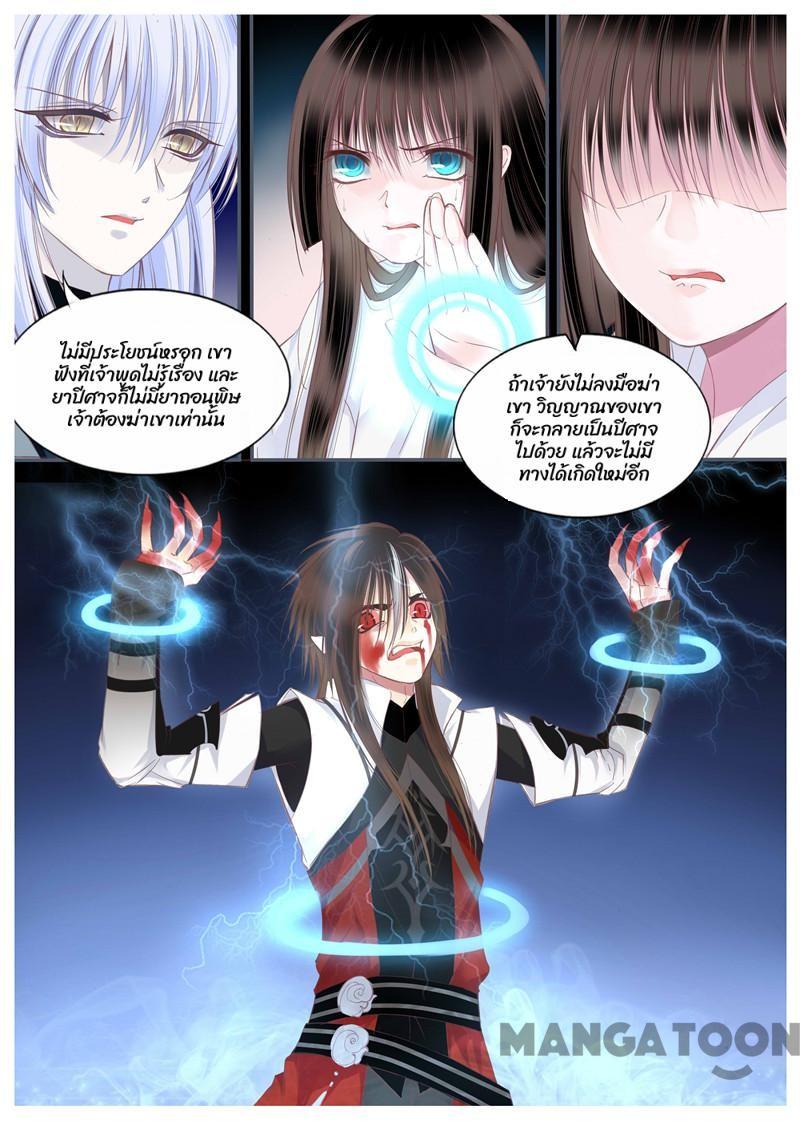 ไม่มีประโยชน์หรอก เขา
ฟังที่เจ้าพูดไม่รู้เรื่อง และ
ยาปีศาจก็ไม่มียาถอนพิษ
เจ้าต้องฆ่าเขาเท่านั้น
ถ้าเจ้ายังไม่ลงมือฆ่า
เขา วิญญาณของเขา
ก็จะกลายเป็นปีศาจ
ไปด้วย แล้วจะไม่มี
ทางได้เกิดใหม่อีก
MANGATOON